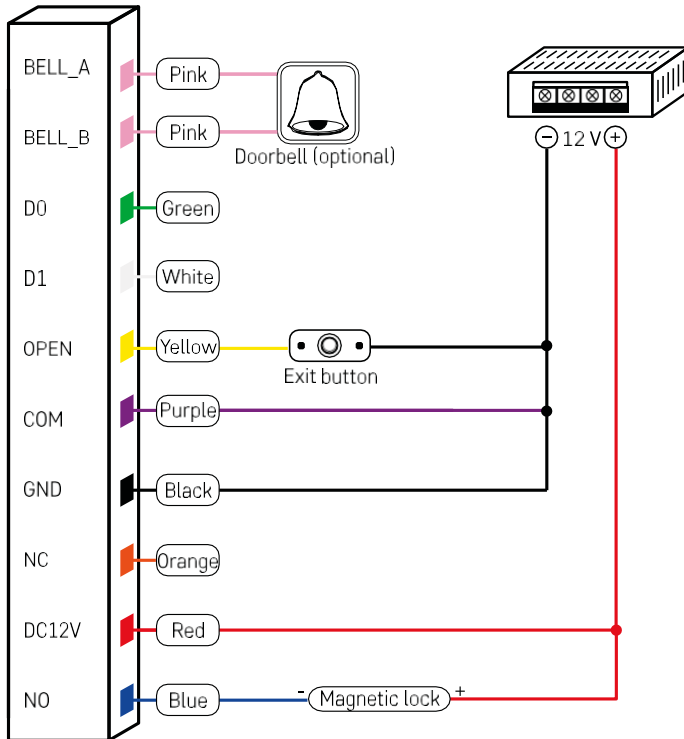 BELL_A
Pink
BELL_B
Pink
Doorbell (optional)
- 12 V +
D0
Green
D1
White
OPEN
Yellow
Exit button
COM
Purple
GND
Black
NC
Orange
DC12V
Red
NO
Blue
- Magnetic lock +